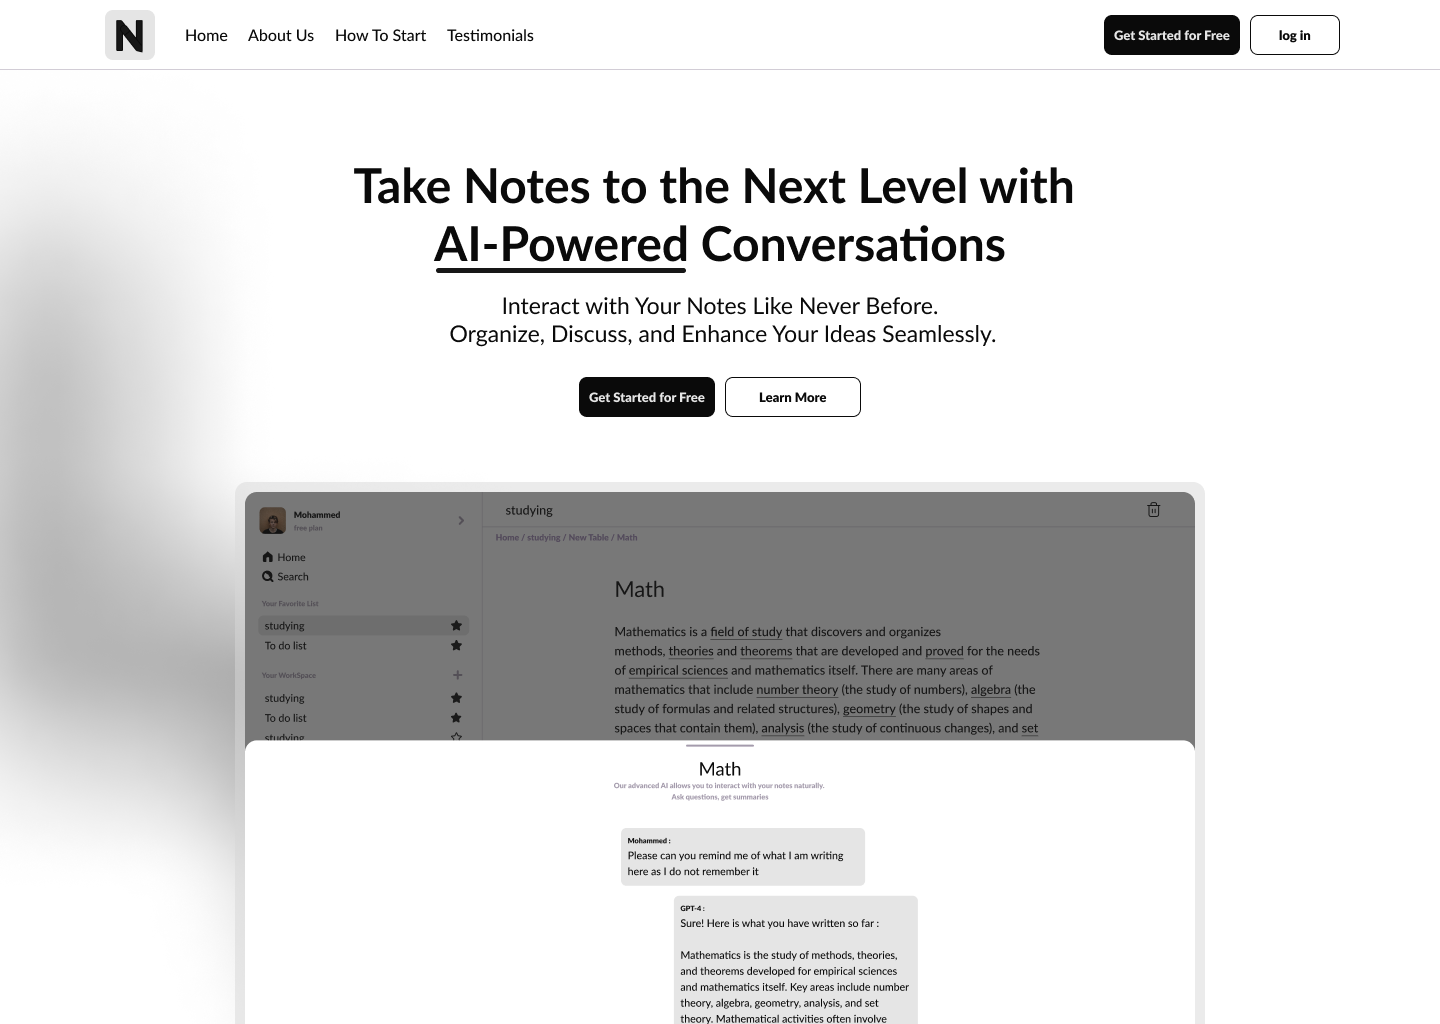 N
Home
About Us
How To Start
Testimonials
Get Started for Free
log in
Take Notes to the Next Level with
AI-Powered Conversations
Interact with Your Notes Like Never Before.
Organize, Discuss, and Enhance Your Ideas Seamlessly.
Get Started for Free
Learn More
Mohammed
free plan
Home
Search
Your Favorite List
studying
To do list
Your WorkSpace
studying
To do list
studying
studying
Home / studying / New Table / Math
Math
Mathematics is a field of study that discovers and organizes
methods, theories and theorems that are developed and proved for the needs
of empirical sciences and mathematics itself. There are many areas of
mathematics that include number theory (the study of numbers), algebra (the
study of formulas and related structures), geometry (the study of shapes and
spaces that contain them), analysis (the study of continuous changes), and set
Math
Our advanced AI allows you to interact with your notes naturally.
Ask questions, get summaries
Mohammed :
Please can you remind me of what I am writing
here as I do not remember it
GPT-4 :
Sure! Here is what you have written so far :
Mathematics is the study of methods, theories,
and theorems developed for empirical sciences
and mathematics itself. Key areas include number
theory, algebra, geometry, analysis, and set
theory. Mathematical activities often involve